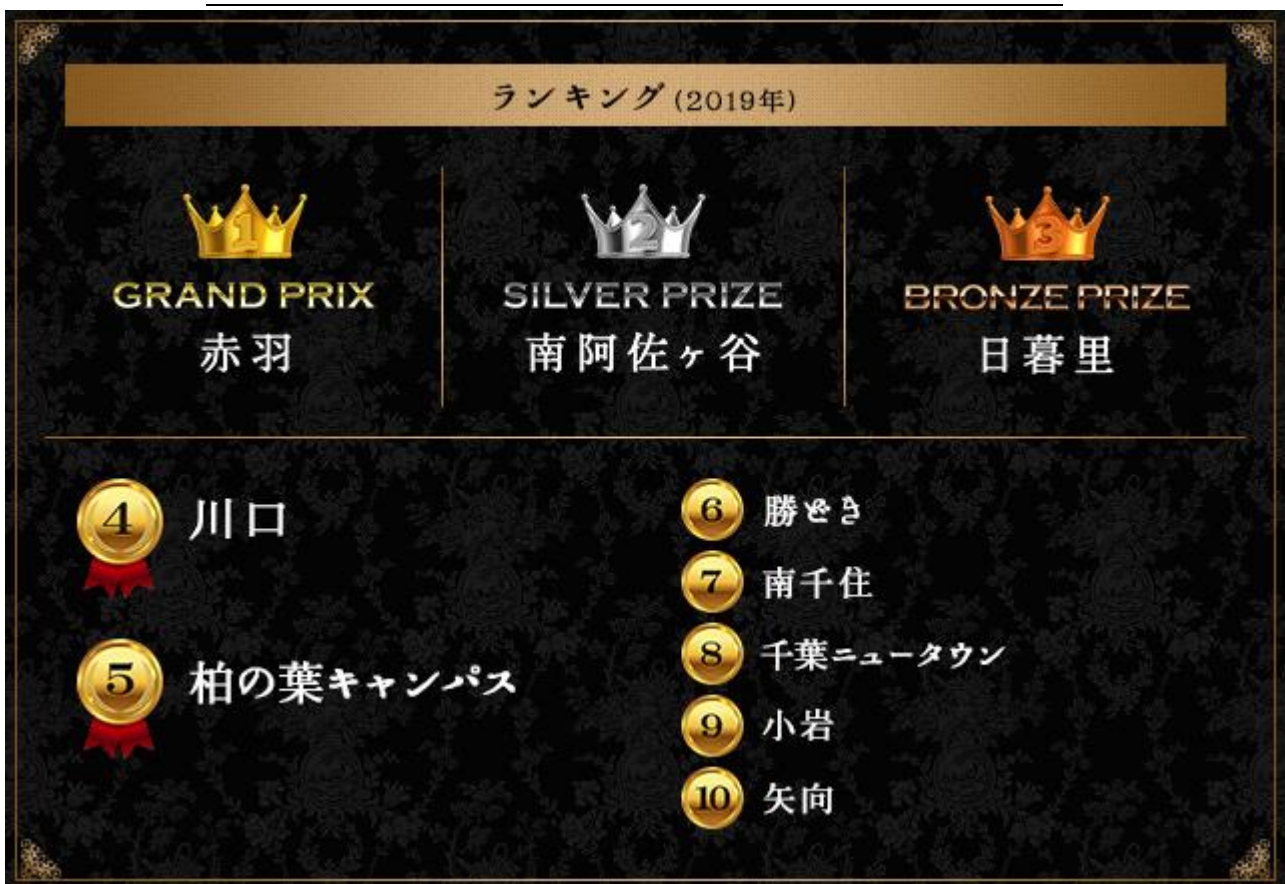 ランキング(2019年)
1
GRAND PRIX
赤羽
2
SILVER PRIZE
南阿佐ヶ谷
3
BRONZE PRIZE
日暮里
4 川口
5 柏の葉キャンパス
6 勝どき
7 南千住
8 千葉ニュータウン
9 小岩
10 矢向